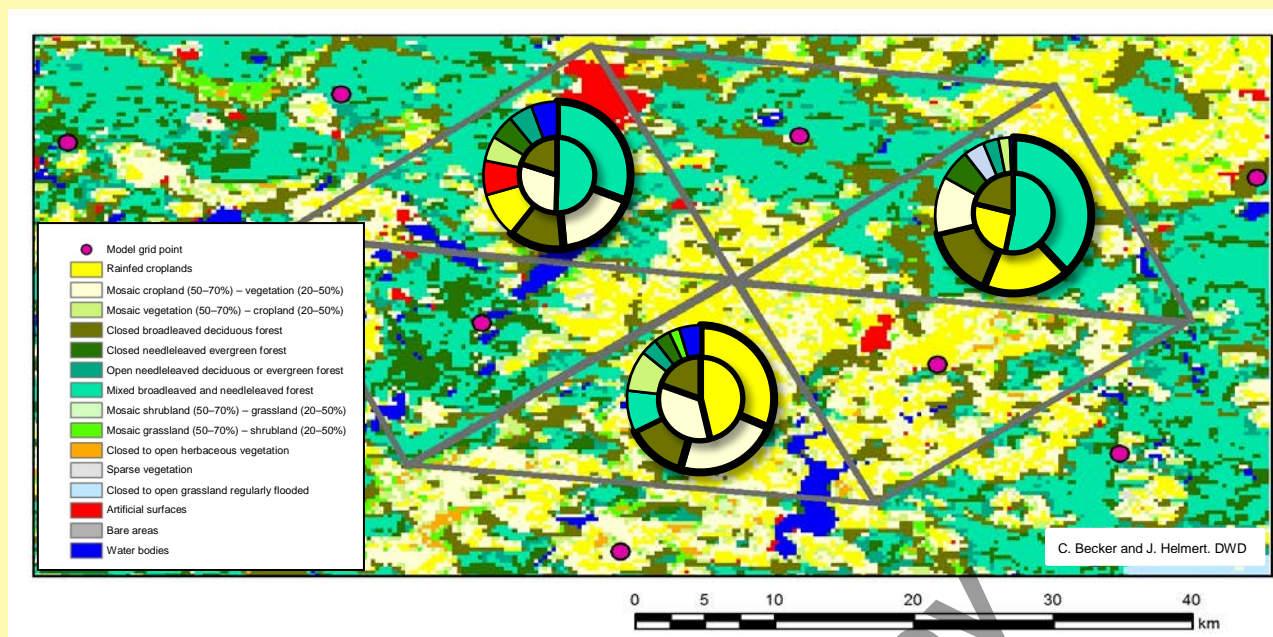 Model grid point
Rainfed croplands
Mosaic cropland (50–70%) – vegetation (20–50%)
Mosaic vegetation (50–70%) – cropland (20–50%)
Closed broadleaved deciduous forest
Closed needleleaved evergreen forest
Open needleleaved deciduous or evergreen forest
Mixed broadleaved and needleleaved forest
Mosaic shrubland (50–70%) – grassland (20–50%)
Mosaic grassland (50–70%) – shrubland (20–50%)
Closed to open herbaceous vegetation
Sparse vegetation
Closed to open grassland regularly flooded
Artificial surfaces
Bare areas
Water bodies
C. Becker and J. Helmert. DWD
0 5 10 20 30 40
km